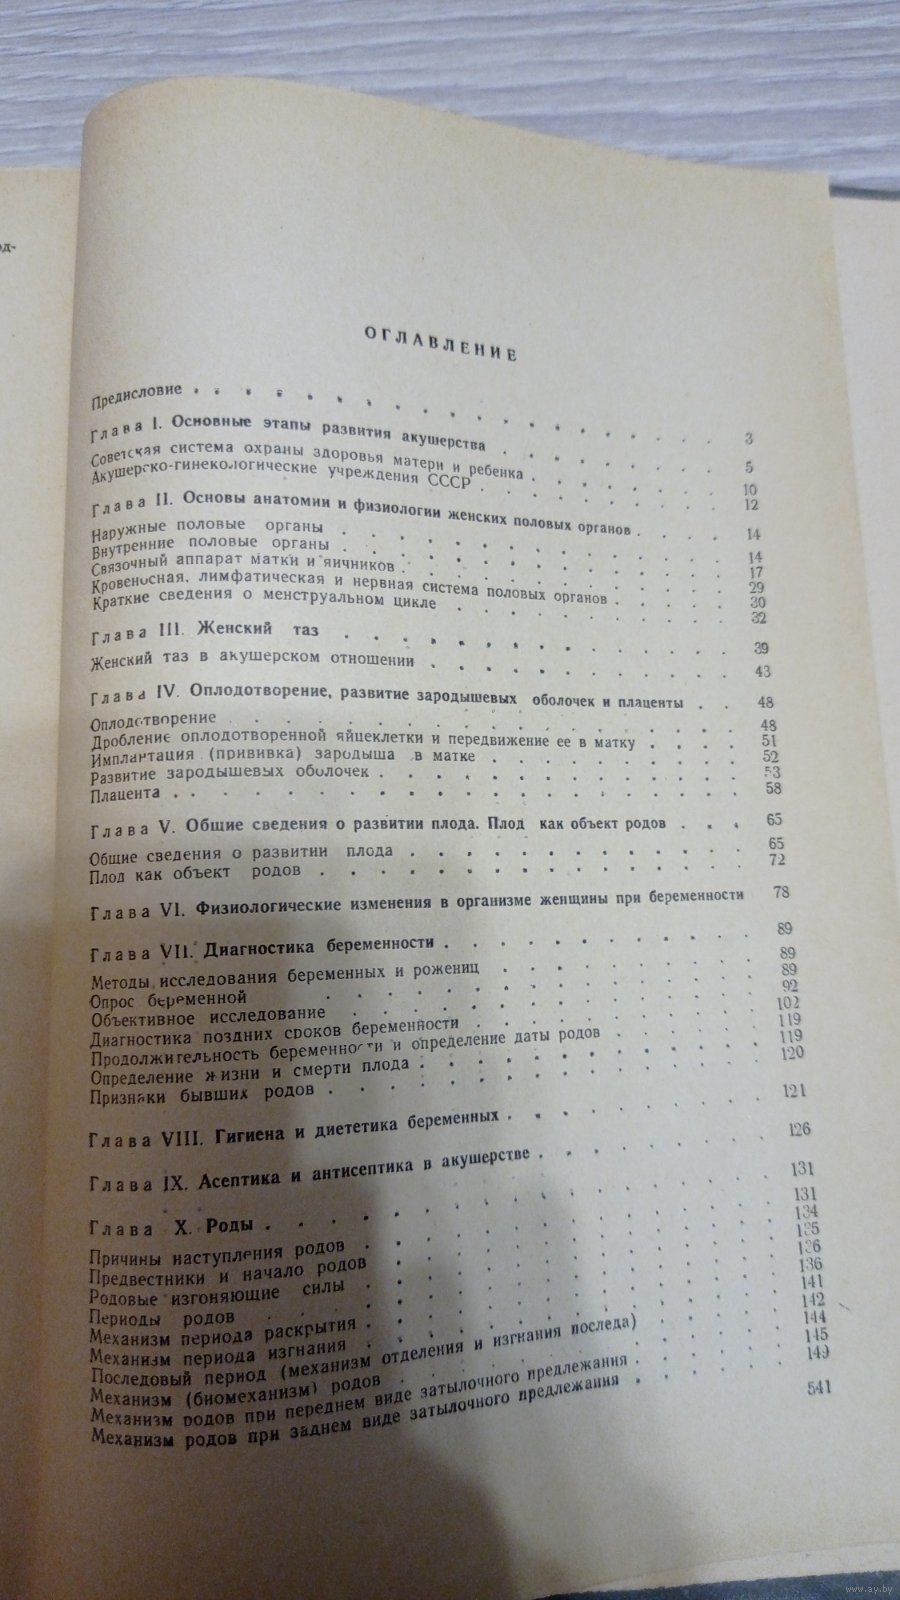 од-
ОГЛАВЛЕНИЕ
Предисловие . . . . . . . . . . . . . . . 3
Глава I. Основные этапы развития акушерства . . . . . . 5
Советская система охраны здоровья матери и ребенка . . . . . . 10
Акушерско-гинекологические учреждения СССР . . . . . . 12
Глава II. Основы анатомии и физиологии женских половых органов . . . . 14
Наружные половые органы . . . . . . . . . . 14
Внутренние половые органы . . . . . . . . . . 17
Связочный аппарат матки и яичников . . . . . . . . 29
Кровеносная, лимфатическая и нервная система половых органов . . . . . 30
Краткие сведения о менструальном цикле . . . . . . . . 32
Глава III. Женский таз . . . . . . . . . . 39
Женский таз в акушерском отношении . . . . . . . . 43
Глава IV. Оплодотворение, развитие зародышевых оболочек и плаценты . . 48
Оплодотворение . . . . . . . . . . . . 48
Дробление оплодотворенной яйцеклетки и передвижение ее в матку . . . . 51
Имплантация (прививка) зародыша в матке . . . . . . . . 52
Развитие зародышевых оболочек . . . . . . . . . . 53
Плацента . . . . . . . . . . . . . . 58
Глава V. Общие сведения о развитии плода. Плод как объект родов . . . 65
Общие сведения о развитии плода . . . . . . . . . . 65
Плод как объект родов . . . . . . . . . . . 72
Глава VI. Физиологические изменения в организме женщины при беременности 78
Глава VII. Диагностика беременности . . . . . . . . . 89
Методы исследования беременных и рожениц . . . . . . . 89
Опрос беременной . . . . . . . . . . . 89
Объективное исследование . . . . . . . . . . 92
Диагностика поздних сроков беременности . . . . . . . . 102
Продолжительность беременности и определение даты родов . . . . . 119
Определение жизни и смерти плода . . . . . . . . . 119
Признаки бывших родов . . . . . . . . . . . 120
Глава VIII. Гигиена и диететика беременных . . . . . . . 121
Глава IX. Асептика и антисептика в акушерстве . . . . . . . 126
Глава X. Роды . . . . . . . . . . . . . 131
Причины наступления родов . . . . . . . . . . 131
Предвестники и начало родов . . . . . . . . . . 134
Родовые изгоняющие силы . . . . . . . . . . 135
Периоды родов . . . . . . . . . . . . 136
Механизм периода раскрытия . . . . . . . . . . 136
Механизм периода изгнания . . . . . . . . . . 141
Последовый период (механизм отделения и изгнания последа) . . . . 142
Механизм (биомеханизм) родов . . . . . . . . . 144
Механизм родов при переднем виде затылочного предлежания . . . . . 145
Механизм родов при заднем виде затылочного предлежания . . . . . 149
541
www.ay.by